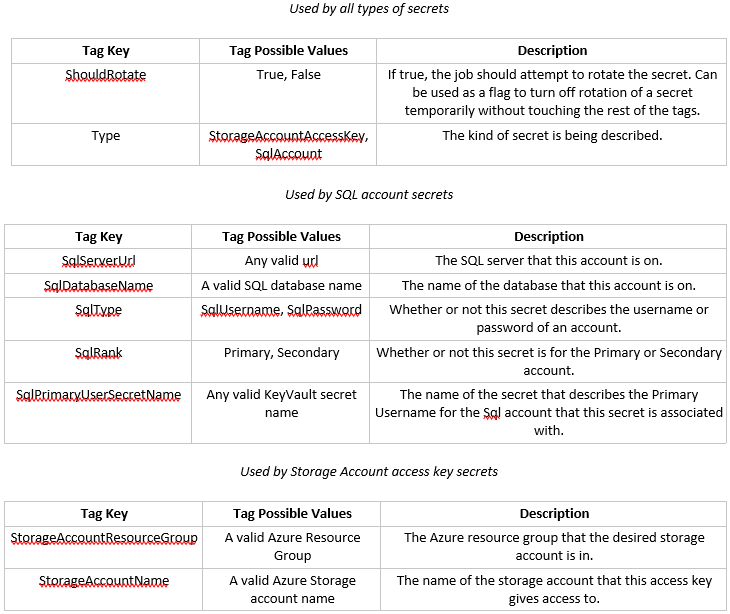 Used by all types of secrets
Tag Key Tag Possible Values Description
ShouldRotate True, False If true, the job should attempt to rotate the secret. Can
be used as a flag to turn off rotation of a secret
temporarily without touching the rest of the tags.
Type StorageAccountAccessKey, The kind of secret is being described.
SqlAccount
Used by SQL account secrets
Tag Key Tag Possible Values Description
SqlServerUrl Any valid url The SQL server that this account is on.
SqlDatabaseName A valid SQL database name The name of the database that this account is on.
SqlType SqlUsername, SqlPassword Whether or not this secret describes the username or
password of an account.
SqlRank Primary, Secondary Whether or not this secret is for the Primary or Secondary
account.
SqlPrimaryUserSecretName Any valid KeyVault secret The name of the secret that describes the Primary
name Username for the Sql account that this secret is associated
with.
Used by Storage Account access key secrets
Tag Key Tag Possible Values Description
StorageAccountResourceGroup A valid Azure Resource The Azure resource group that the desired storage
Group account is in.
StorageAccountName A valid Azure Storage The name of the storage account that this access key
account name gives access to.